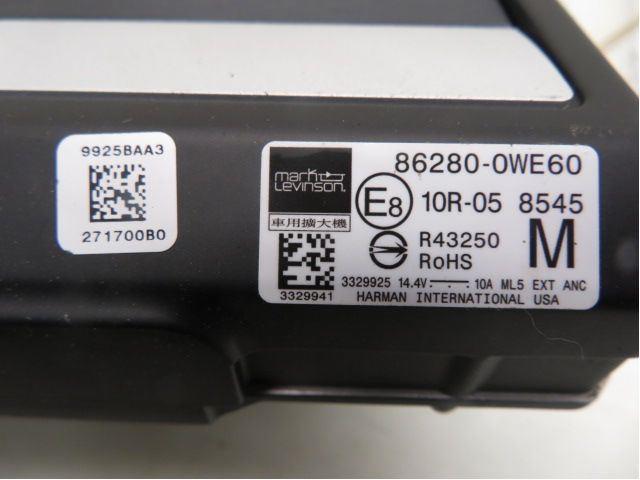 9925BAA3
271700B0
mark Levinson.
車用擴大機
3329941
86280-0WE60
E8 10R-05 8545
R43250
RoHS
M
3329925 14.4V 10A ML5 EXT ANC
HARMAN INTERNATIONAL USA